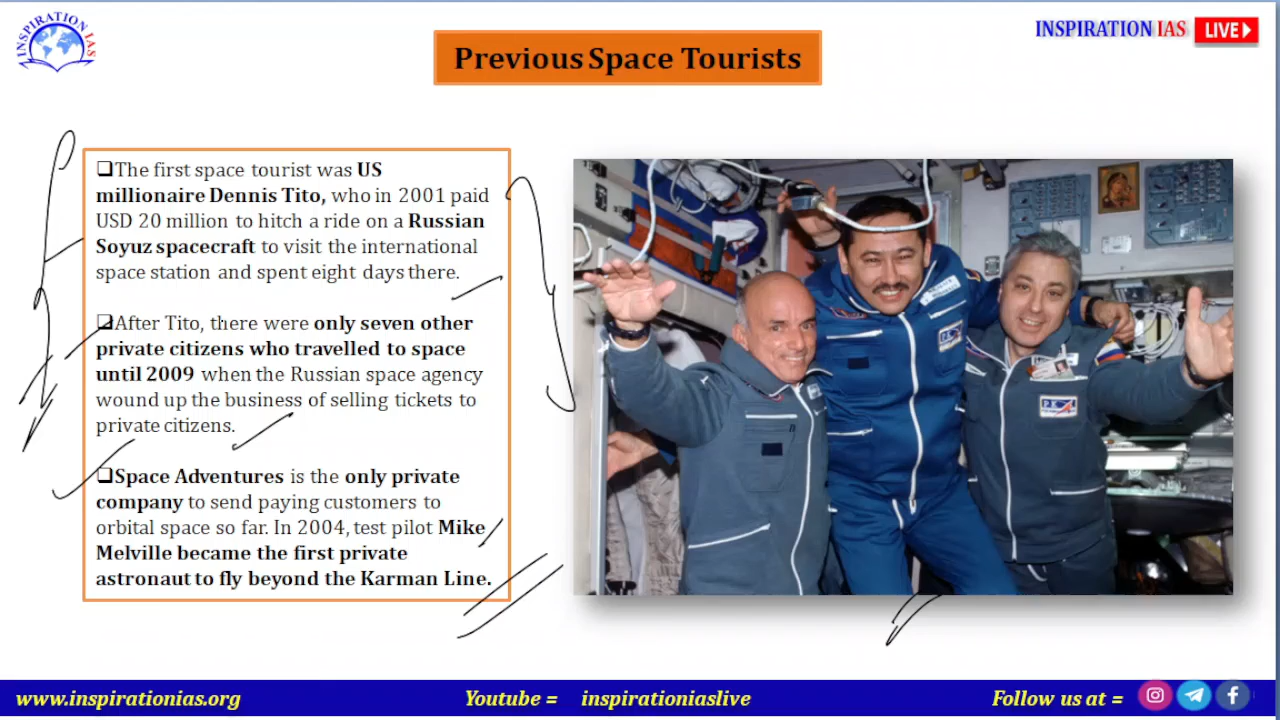 INSPIRATION IAS
INSPIRATION IAS LIVE
Previous Space Tourists
❑The first space tourist was US
millionaire Dennis Tito, who in 2001 paid
USD 20 million to hitch a ride on a Russian
Soyuz spacecraft to visit the international
space station and spent eight days there.
❑After Tito, there were only seven other
private citizens who travelled to space
until 2009 when the Russian space agency
wound up the business of selling tickets to
private citizens.
❑Space Adventures is the only private
company to send paying customers to
orbital space so far. In 2004, test pilot Mike
Melville became the first private
astronaut to fly beyond the Karman Line.
www.inspirationias.org
Youtube = inspirationiaslive
Follow us at =